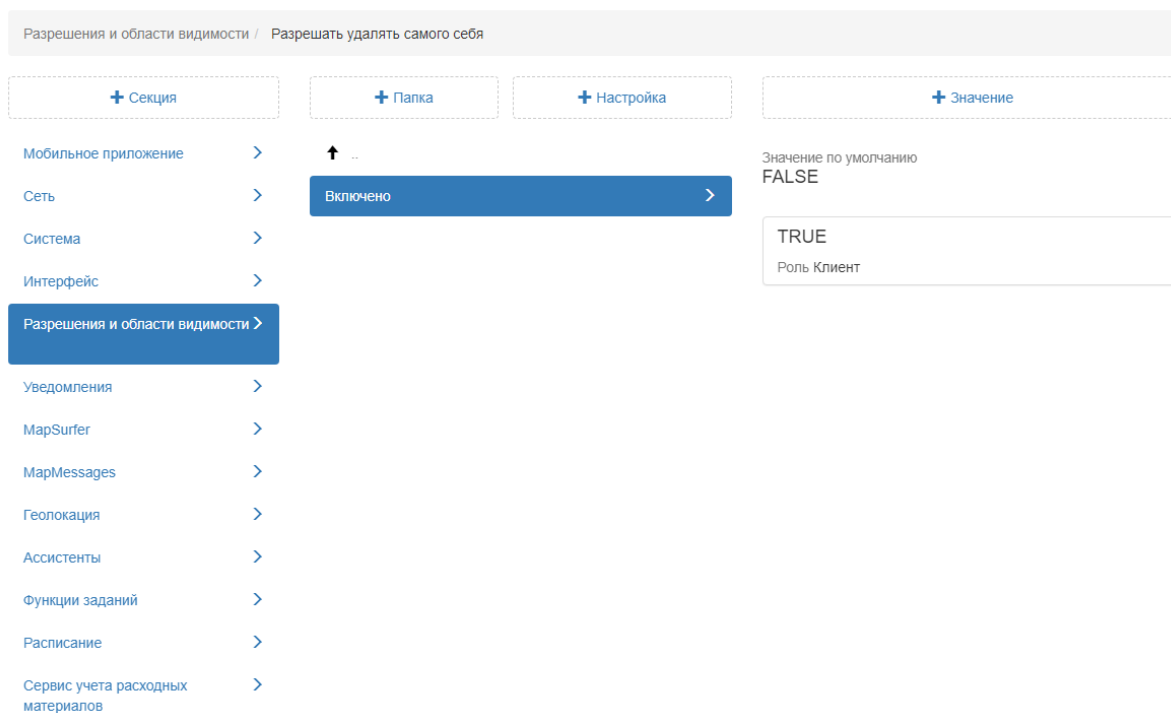 Разрешения и области видимости / Разрешать удалять самого себя
+ Секция
+ Папка
+ Настройка
+ Значение
Мобильное приложение
Сеть
Система
Интерфейс
Разрешения и области видимости
Уведомления
MapSurfer
MapMessages
Геолокация
Ассистенты
Функции заданий
Расписание
Сервис учета расходных
материалов
..
Включено
Значение по умолчанию
FALSE
TRUE
Роль Клиент